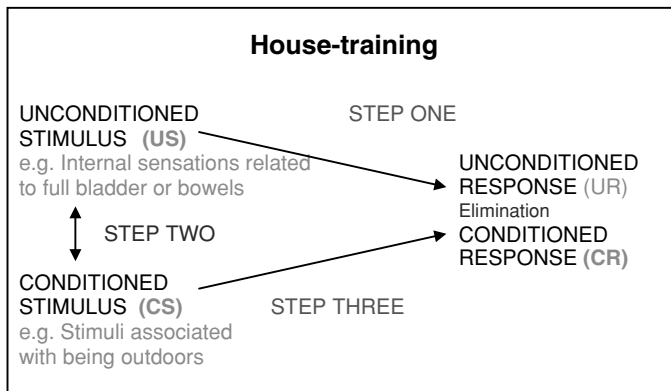 House-training
UNCONDITIONED
STIMULUS (US)
e.g. Internal sensations related
to full bladder or bowels
STEP ONE
UNCONDITIONED
RESPONSE (UR)
Elimination
CONDITIONED
RESPONSE (CR)
STEP TWO
CONDITIONED
STIMULUS (CS)
e.g. Stimuli associated
with being outdoors
STEP THREE